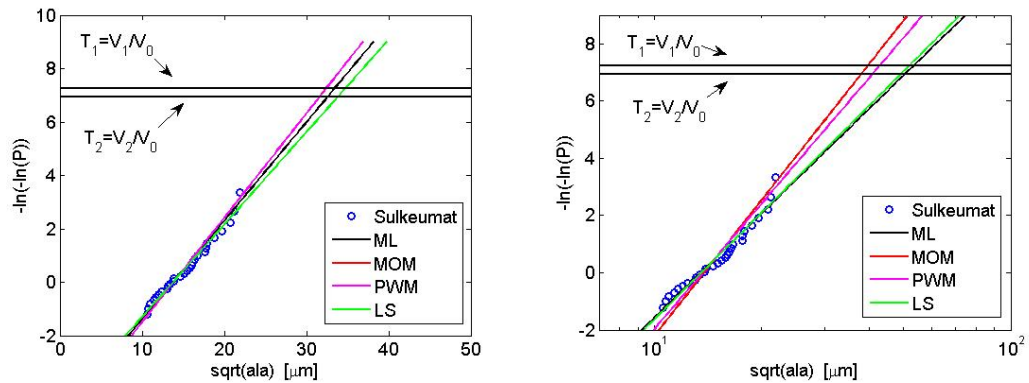 10
8
6
4
2
0
-2
-ln(-ln(P))
T1=V1/V0
T2=V2/V0
Sulkeumat
ML
MOM
PWM
LS
0 10 20 30 40 50
sqrt(ala) [μm]
8
6
4
2
0
-2
-ln(-ln(P))
T1=V1/V0
T2=V2/V0
Sulkeumat
ML
MOM
PWM
LS
10^1 10^2
sqrt(ala) [μm]